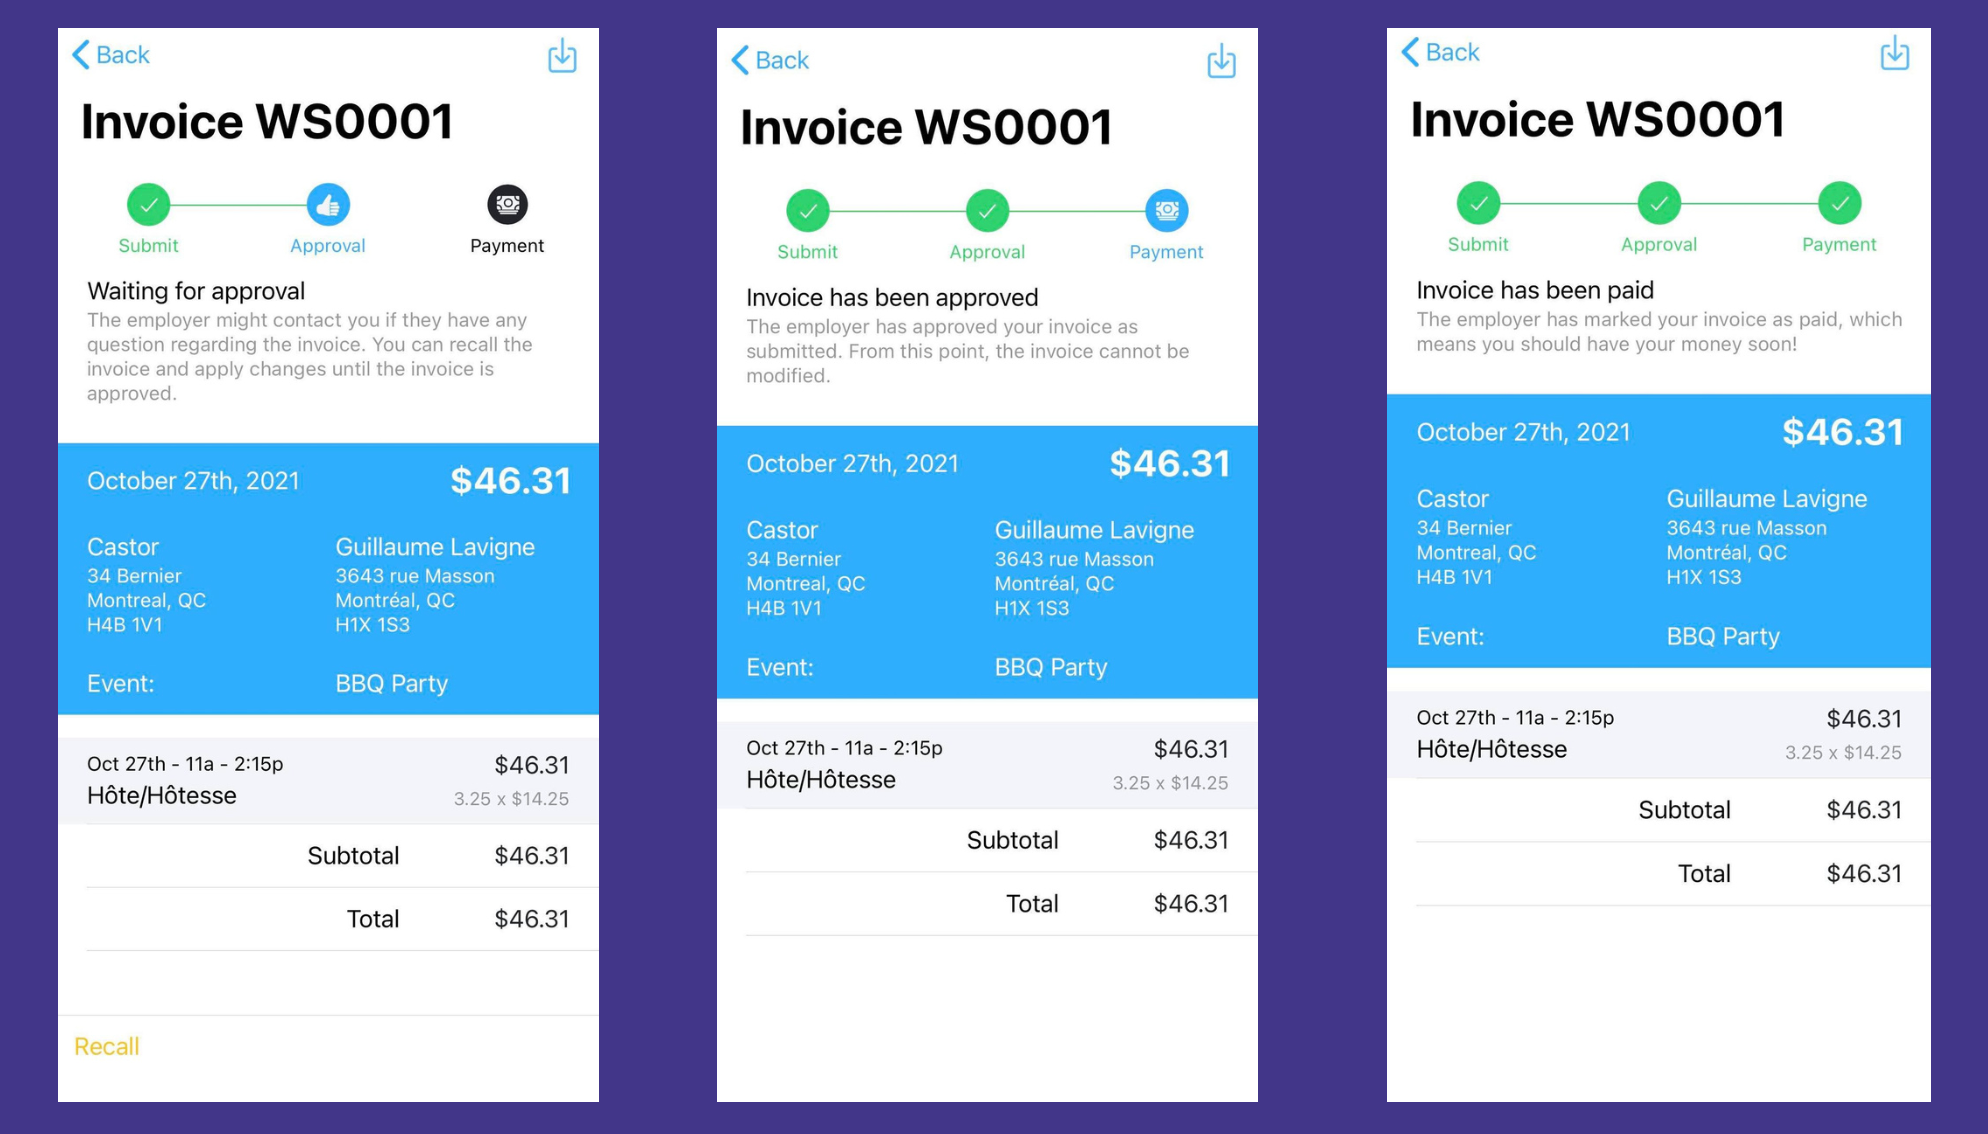 Back
Invoice WS0001
Submit
Approval
Payment
Waiting for approval
The employer might contact you if they have any
question regarding the invoice. You can recall the
invoice and apply changes until the invoice is
approved.
October 27th, 2021
$46.31
Castor
34 Bernier
Montreal, QC
H4B 1V1
Guillaume Lavigne
3643 rue Masson
Montréal, QC
H1X 1S3
Event:
BBQ Party
Oct 27th - 11a - 2:15p
$46.31
Hôte/Hôtesse
3.25 x $14.25
Subtotal
$46.31
Total
$46.31
Recall
Back
Invoice WS0001
Submit
Approval
Payment
Invoice has been approved
The employer has approved your invoice as
submitted. From this point, the invoice cannot be
modified.
October 27th, 2021
$46.31
Castor
34 Bernier
Montreal, QC
H4B 1V1
Guillaume Lavigne
3643 rue Masson
Montréal, QC
H1X 1S3
Event:
BBQ Party
Oct 27th - 11a - 2:15p
$46.31
Hôte/Hôtesse
3.25 x $14.25
Subtotal
$46.31
Total
$46.31
Back
Invoice WS0001
Submit
Approval
Payment
Invoice has been paid
The employer has marked your invoice as paid, which
means you should have your money soon!
October 27th, 2021
$46.31
Castor
34 Bernier
Montreal, QC
H4B 1V1
Guillaume Lavigne
3643 rue Masson
Montréal, QC
H1X 1S3
Event:
BBQ Party
Oct 27th - 11a - 2:15p
$46.31
Hôte/Hôtesse
3.25 x $14.25
Subtotal
$46.31
Total
$46.31